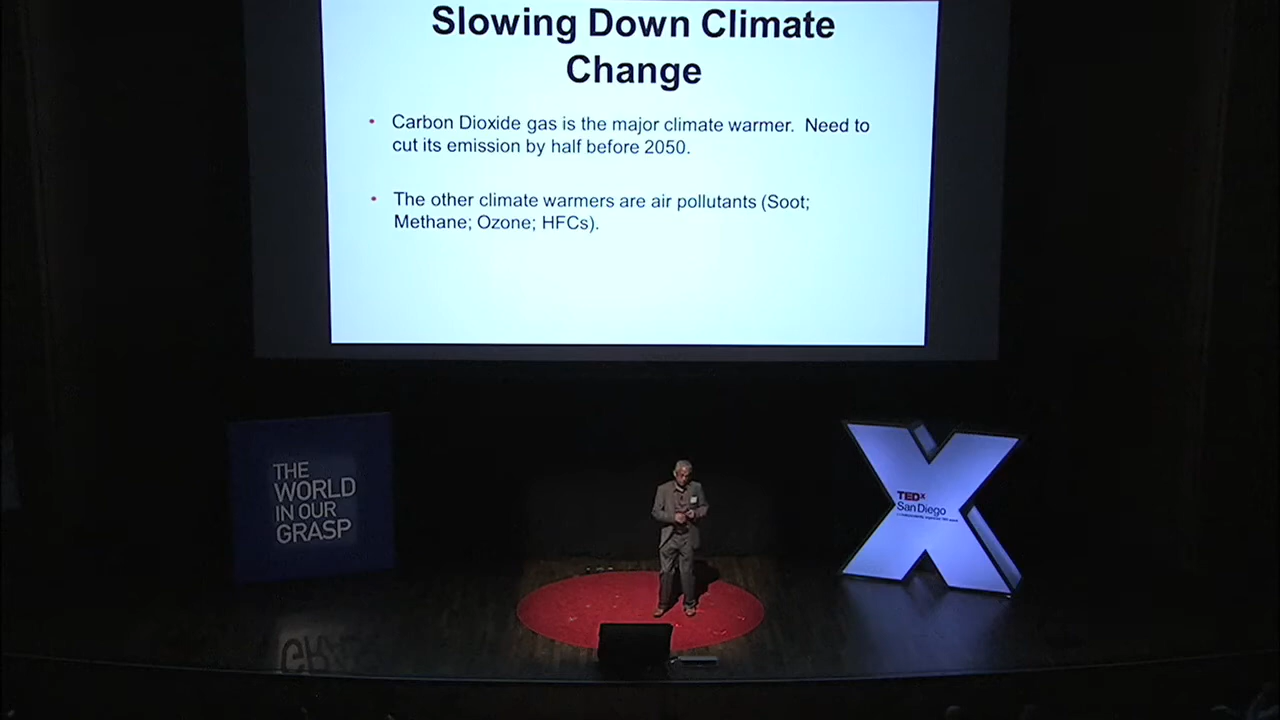 Slowing Down Climate
Change
• Carbon Dioxide gas is the major climate warmer. Need to
cut its emission by half before 2050.
• The other climate warmers are air pollutants (Soot;
Methane; Ozone; HFCs).
THE
WORLD
IN OUR
GRASP
TEDx
San Diego